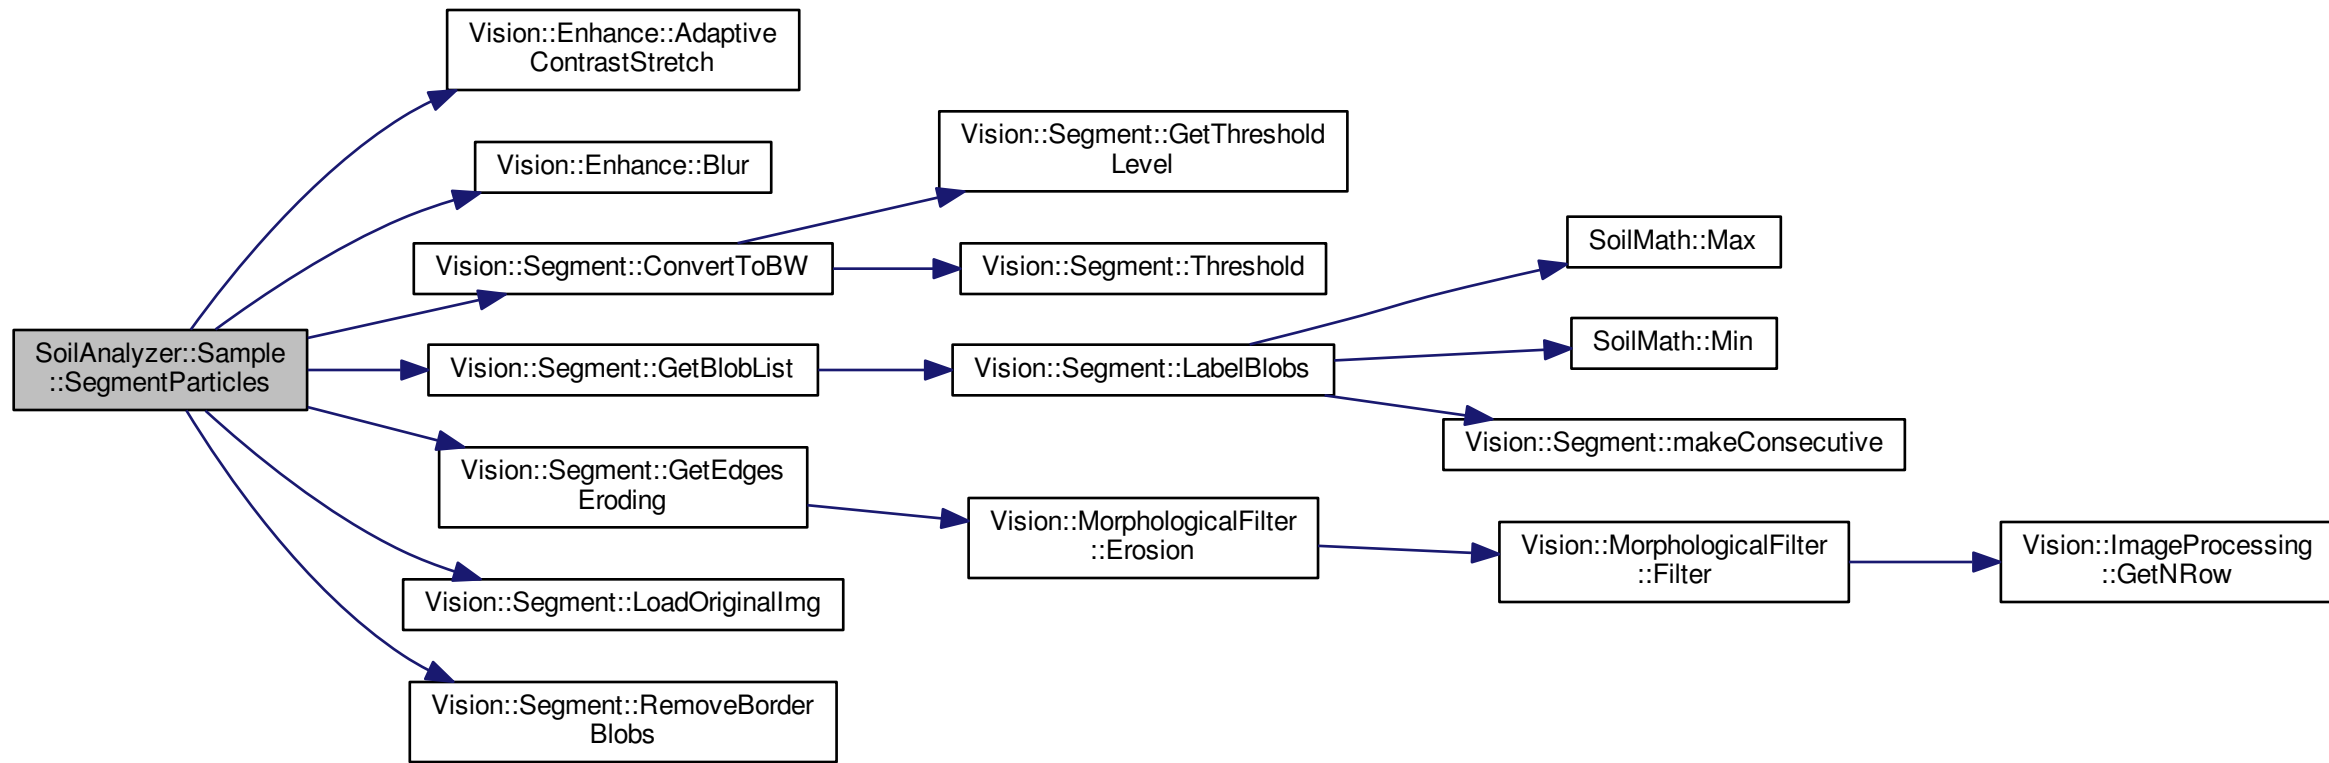 Vision::Enhance::Adaptive
ContrastStretch
Vision::Enhance::Blur
Vision::Segment::GetThreshold
Level
Vision::Segment::ConvertToBW
Vision::Segment::Threshold
SoilMath::Max
SoilMath::Min
SoilAnalyzer::Sample
::SegmentParticles
Vision::Segment::GetBlobList
Vision::Segment::LabelBlobs
Vision::Segment::makeConsecutive
Vision::Segment::GetEdges
Eroding
Vision::MorphologicalFilter
::Erosion
Vision::MorphologicalFilter
::Filter
Vision::ImageProcessing
::GetNRow
Vision::Segment::LoadOriginalImg
Vision::Segment::RemoveBorder
Blobs